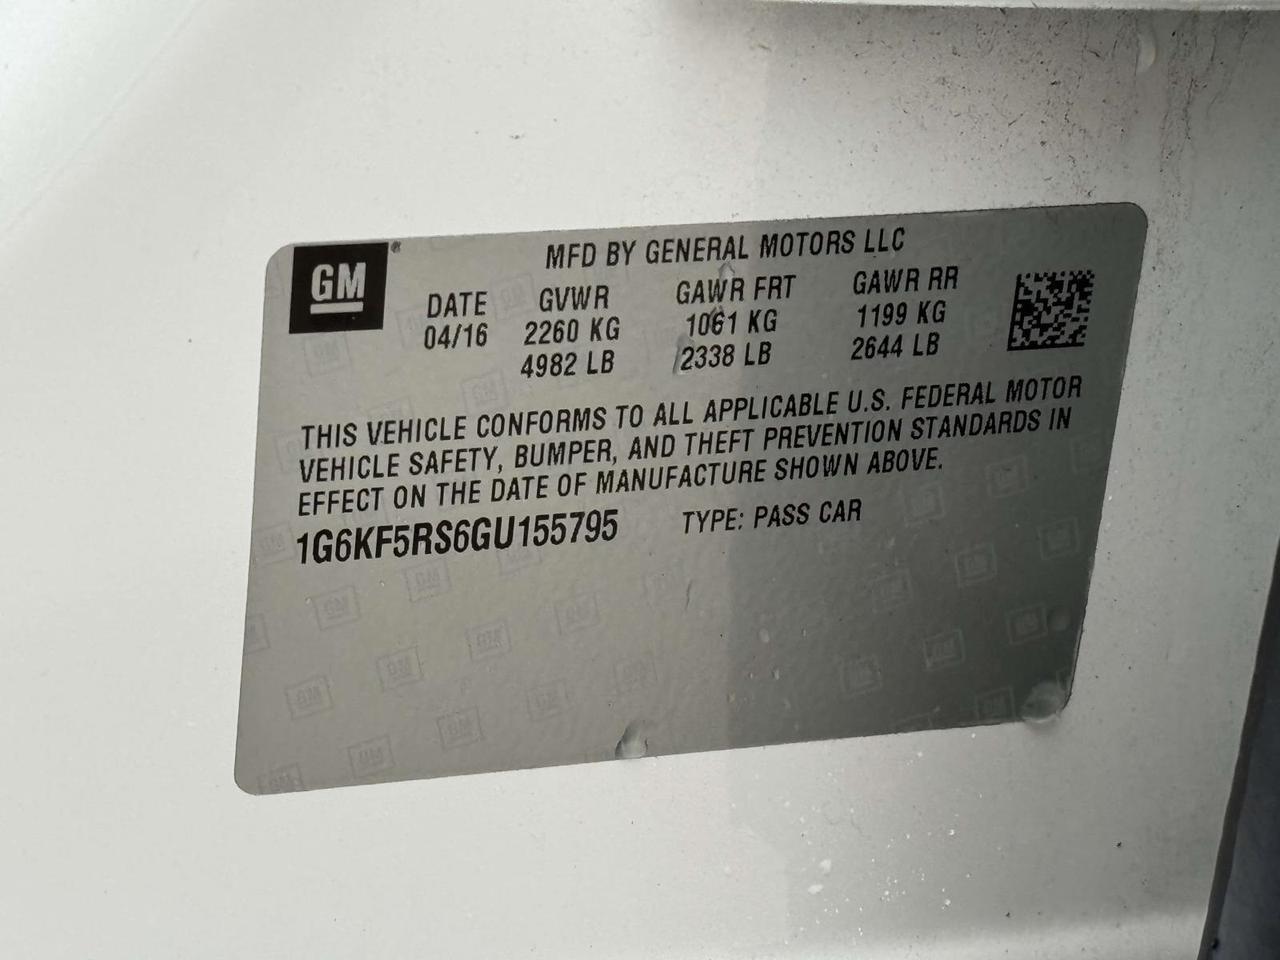 GM®
MFD BY GENERAL MOTORS LLC
DATE GVWR GAWR FRT GAWR RR
04/16 2260 KG 1061 KG 1199 KG
4982 LB 2338 LB 2644 LB
THIS VEHICLE CONFORMS TO ALL APPLICABLE U.S. FEDERAL MOTOR
VEHICLE SAFETY, BUMPER, AND THEFT PREVENTION STANDARDS IN
EFFECT ON THE DATE OF MANUFACTURE SHOWN ABOVE.
1G6KF5RS6GU155795 TYPE: PASS CAR